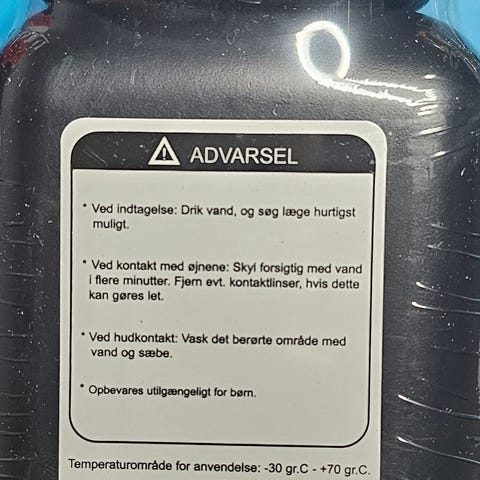 ADVARSEL
* Ved indtagelse: Drik vand, og søg læge hurtigst
muligt.
* Ved kontakt med øjnene: Skyl forsigtig med vand
i flere minutter. Fjern evt. kontaktlinser, hvis dette
kan gøres let.
* Ved hudkontakt: Vask det berørte område med
vand og sæbe.
* Opbevares utilgængeligt for børn.
Temperaturområde for anvendelse: -30 gr.C - +70 gr.C.